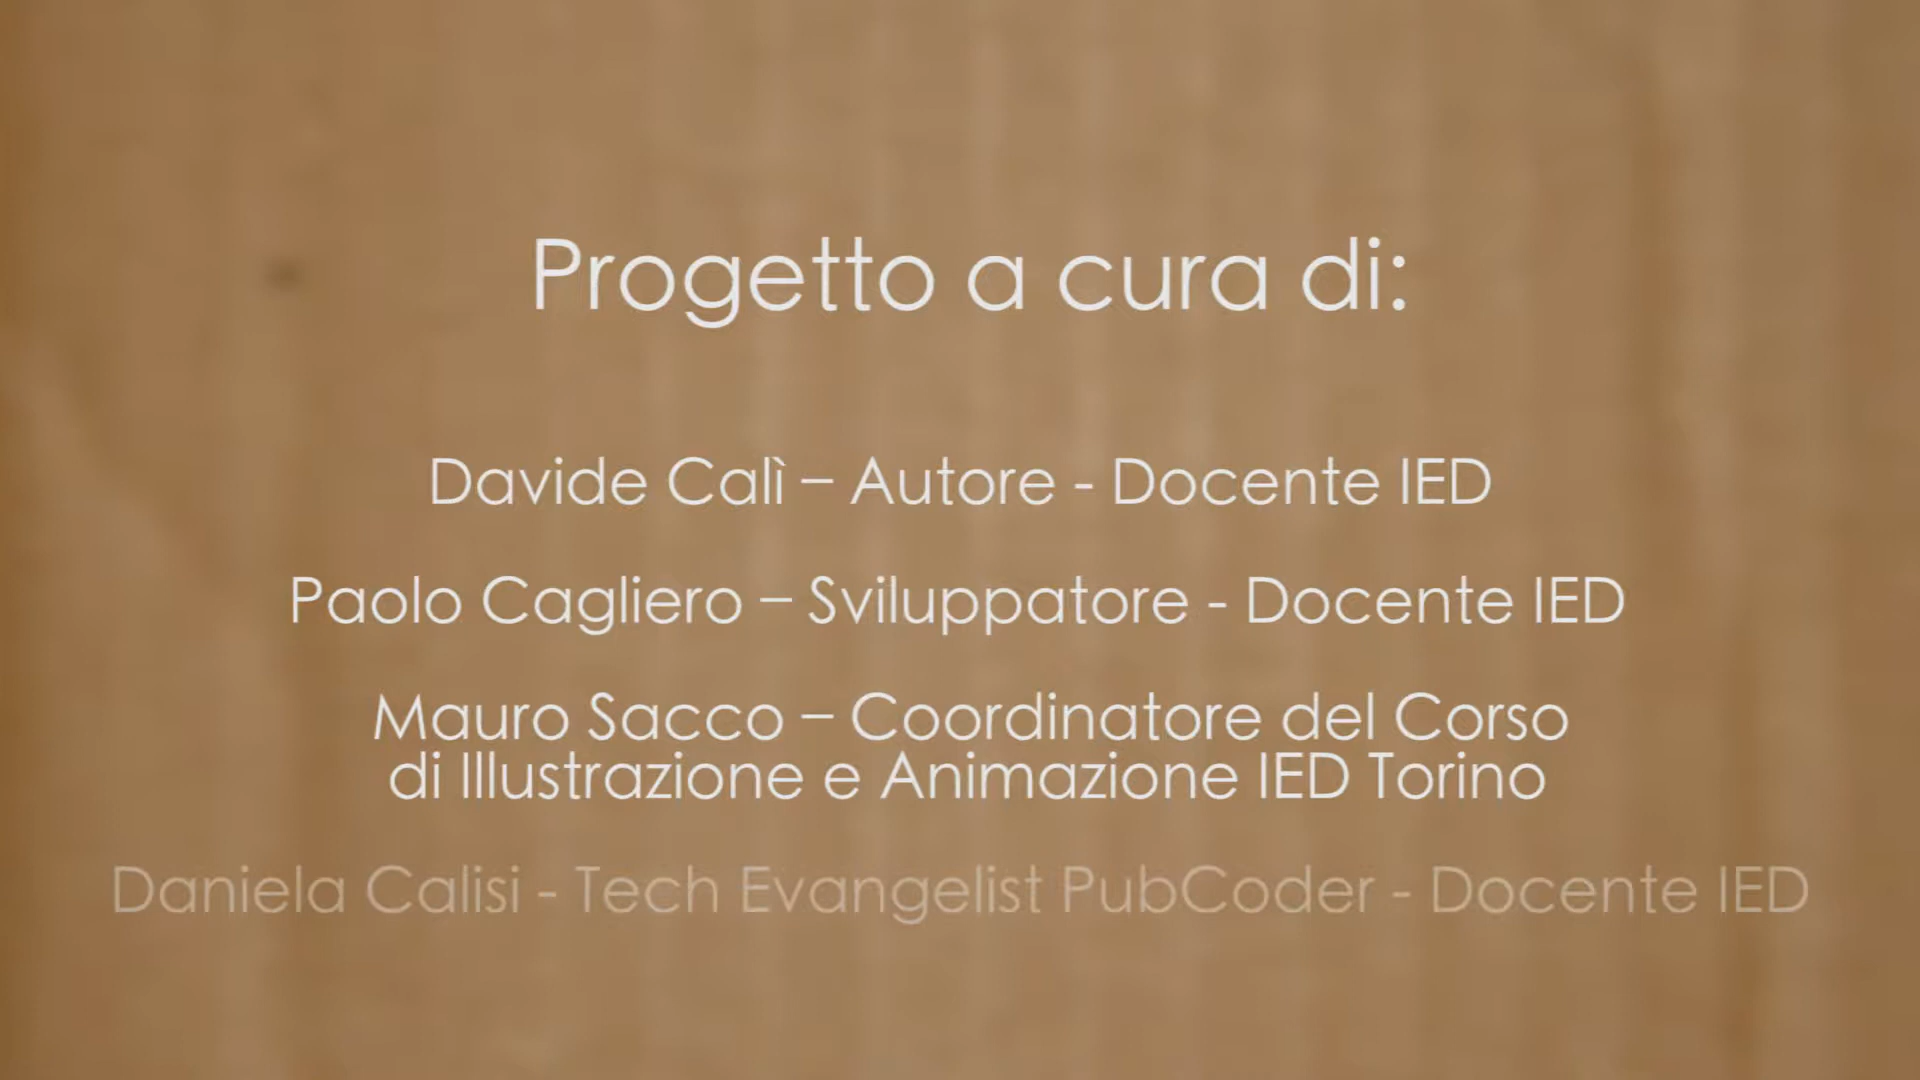 Progetto a cura di:
Davide Calì – Autore - Docente IED
Paolo Cagliero – Sviluppatore - Docente IED
Mauro Sacco – Coordinatore del Corso
di Illustrazione e Animazione IED Torino
Daniela Calisi - Tech Evangelist PubCoder - Docente IED